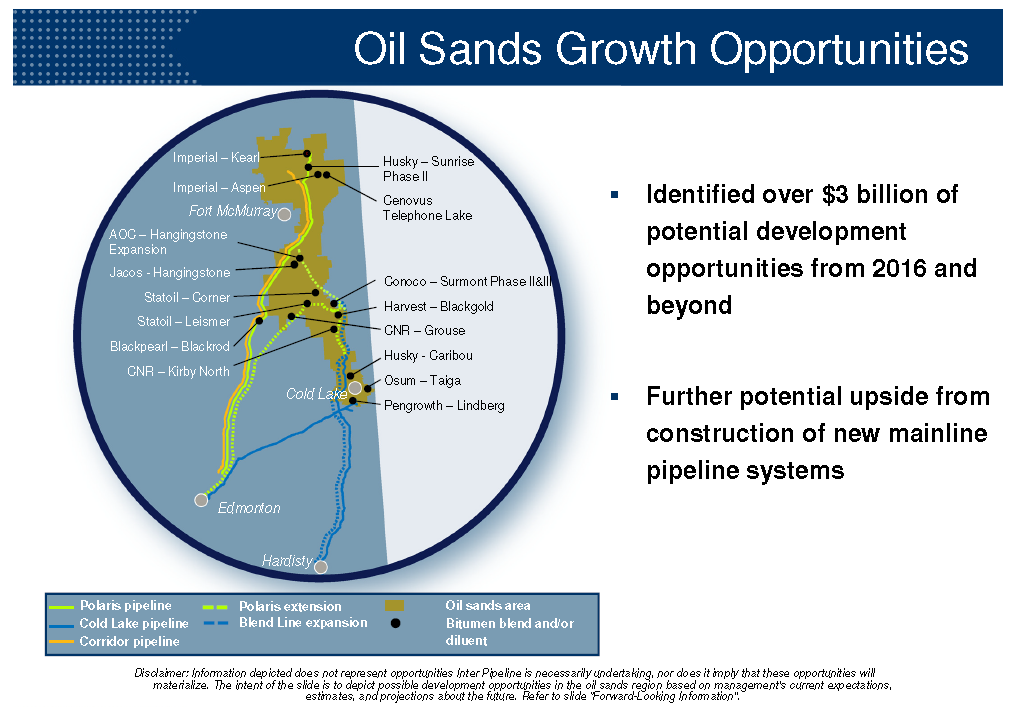 Oil Sands Growth Opportunities
Imperial – Kearl
Imperial – Aspen
Fort McMurray
AOC – Hangingstone
Expansion
Jacos - Hangingstone
Statoil – Corner
Statoil – Leismer
Blackpearl – Blackrod
CNR – Kirby North
Husky – Sunrise
Phase II
Cenovus
Telephone Lake
Conoco – Surmont Phase II&III
Harvest – Blackgold
CNR – Grouse
Husky - Caribou
Osum – Taiga
Pengrowth – Lindberg
Cold Lake
Edmonton
Hardisty
▪ Identified over $3 billion of
potential development
opportunities from 2016 and
beyond
▪ Further potential upside from
construction of new mainline
pipeline systems
Polaris pipeline
Cold Lake pipeline
Corridor pipeline
Polaris extension
Blend Line expansion
Oil sands area
Bitumen blend and/or
diluent
Disclaimer: Information depicted does not represent opportunities Inter Pipeline is necessarily undertaking, nor does it imply that these opportunities will
materialize. The intent of the slide is to depict possible development opportunities in the oil sands region based on management's current expectations,
estimates, and projections about the future. Refer to slide "Forward-Looking Information".